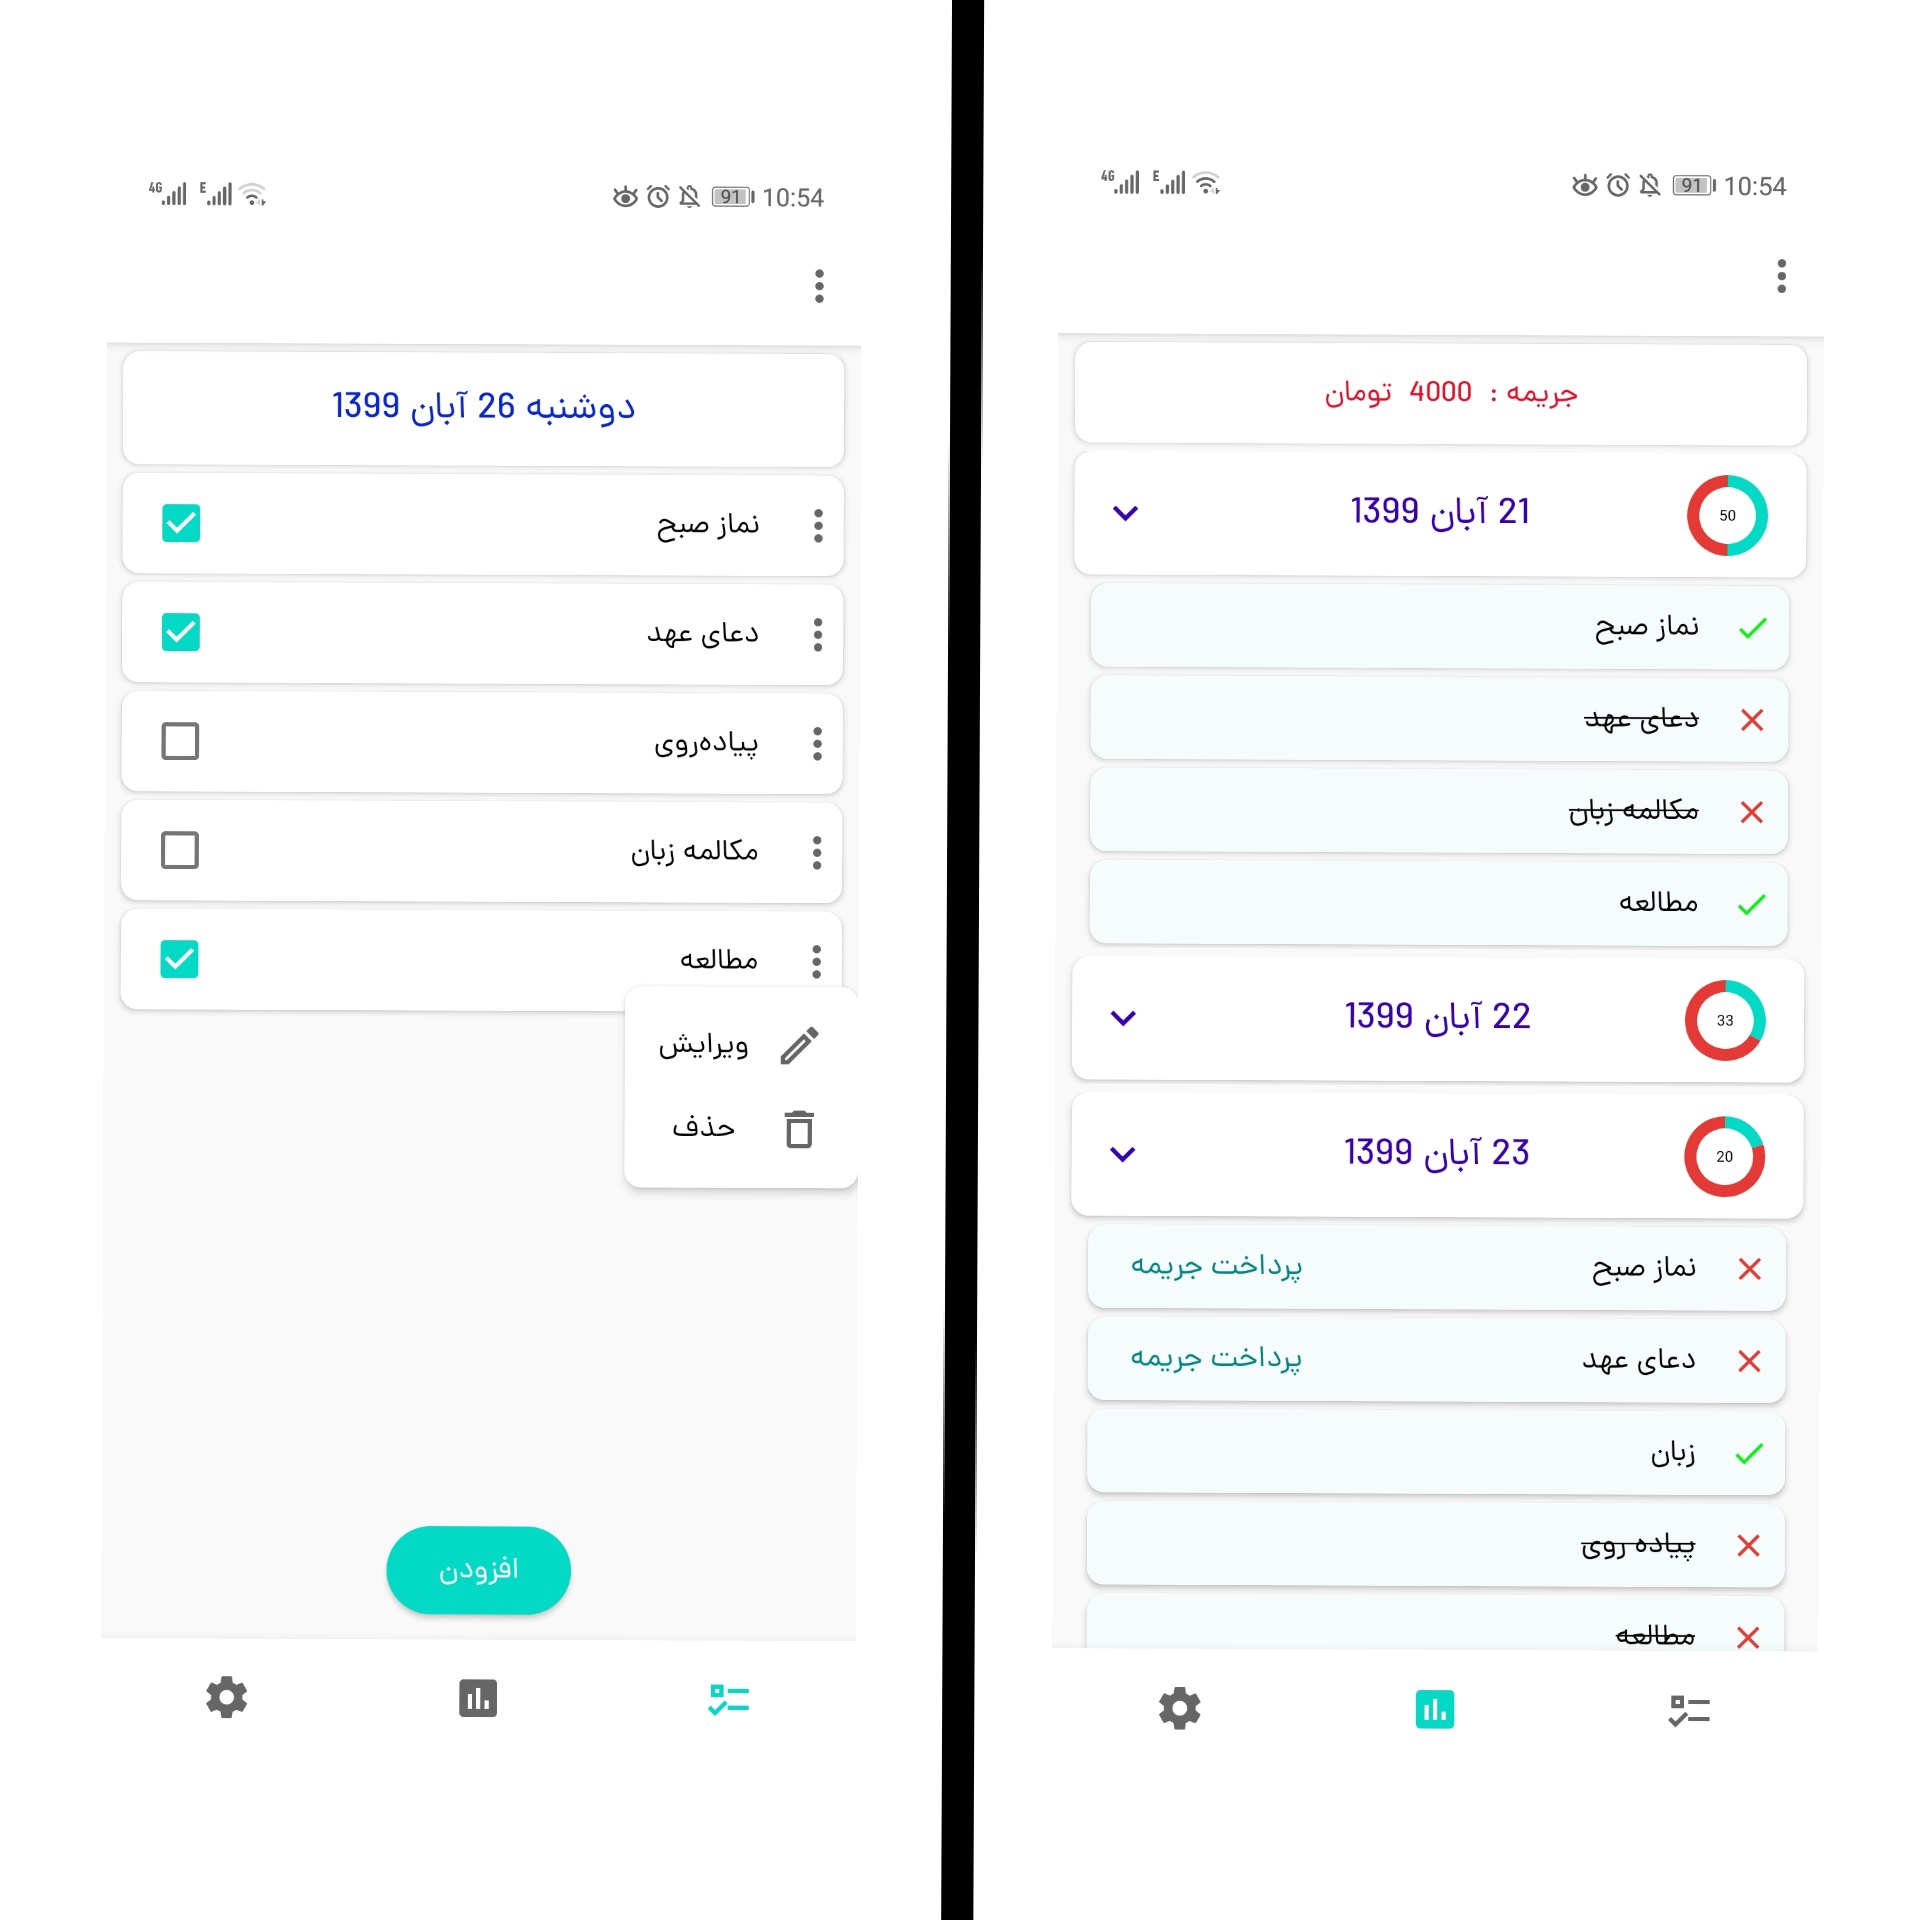 4G E 91 10:54
دوشنبه 26 آبان 1399
نماز صبح
دعای عهد
پیاده‌روی
مکالمه زبان
مطالعه
ویرایش
حذف
افزودن
4G E 91 10:54
جریمه : 4000 تومان
50 21 آبان 1399
نماز صبح
دعای عهد
مکالمه زبان
مطالعه
33 22 آبان 1399
20 23 آبان 1399
نماز صبح پرداخت جریمه
دعای عهد پرداخت جریمه
زبان
پیاده روی
مطالعه